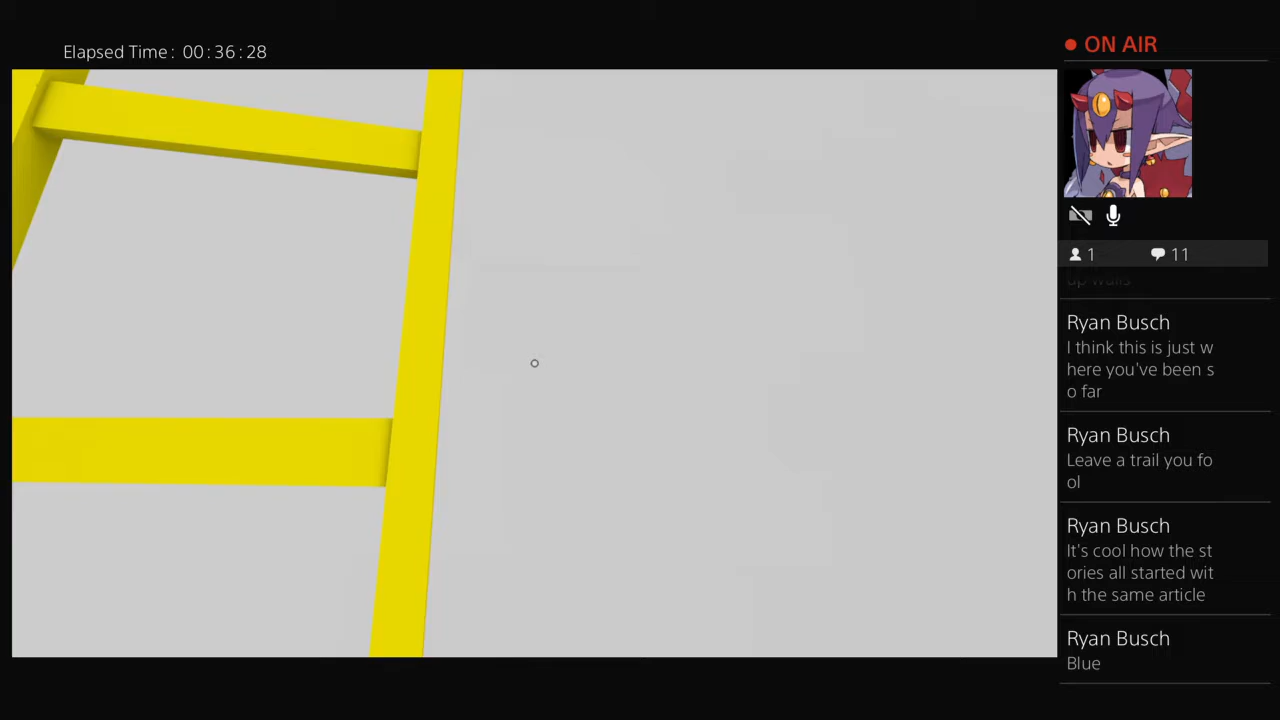 Elapsed Time: 00:36:28
ON AIR
1
11
up walls
Ryan Busch
I think this is just w
here you've been s
o far
Ryan Busch
Leave a trail you fo
ol
Ryan Busch
It's cool how the st
ories all started wit
h the same article
Ryan Busch
Blue